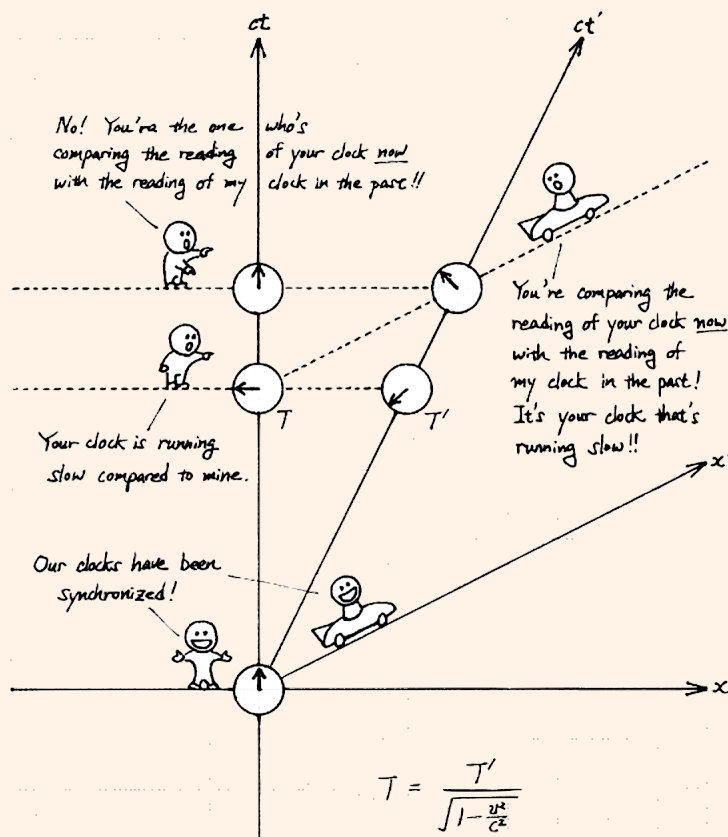 ct
ct′
No! You'ra the one who's
comparing the reading of your clock now
with the reading of my clock in the past!!
You're comparing the
reading of your clock now
with the reading of
my clock in the past!
It's your clock that's
running slow!!
T
T′
Your clock is running
slow compared to mine.
x′
Our clocks have been
synchronized!
x
T = T′ / √(1 − v²/c²)